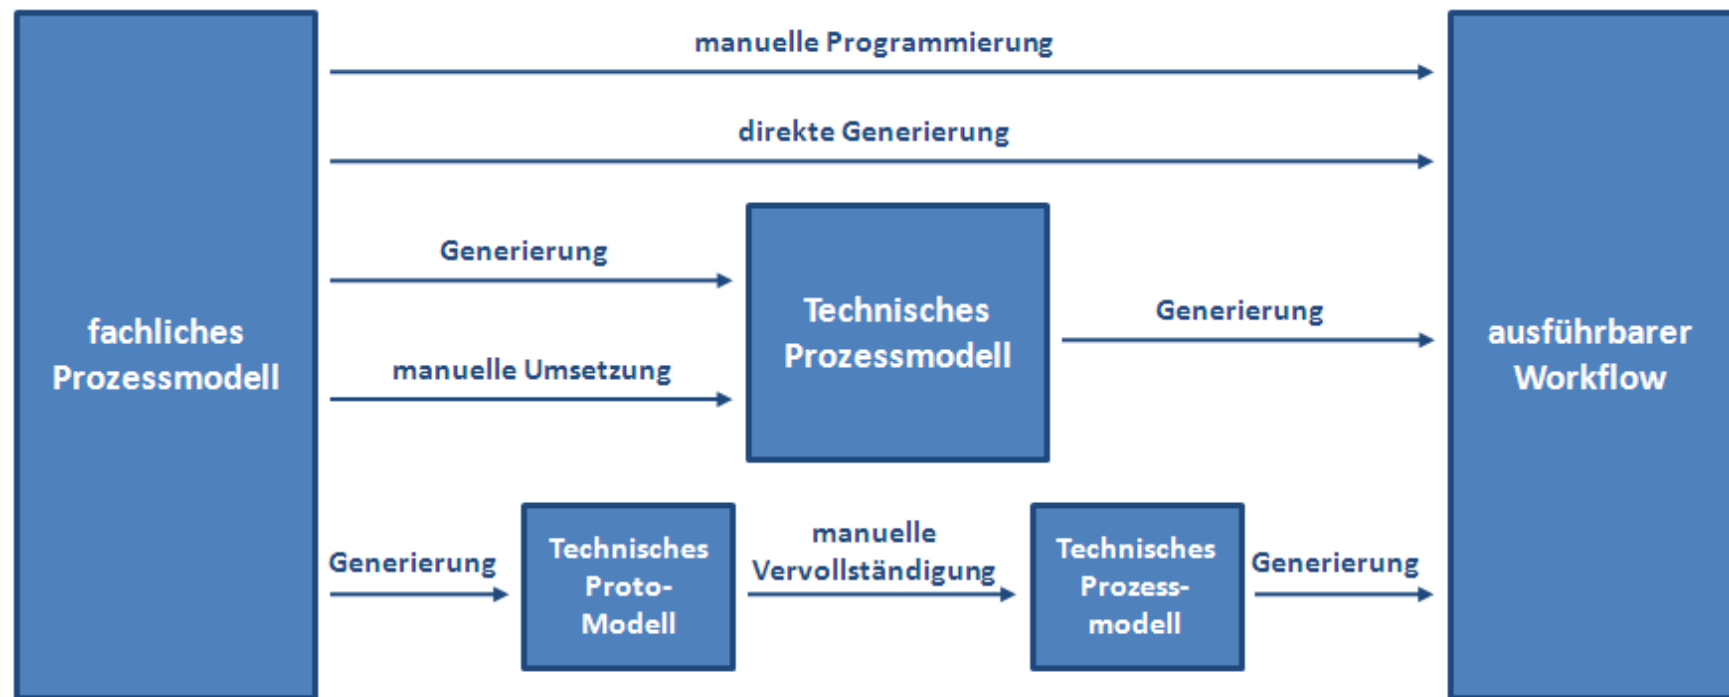 manuelle Programmierung
direkte Generierung
fachliches
Prozessmodell
Generierung
manuelle Umsetzung
Technisches
Prozessmodell
Generierung
ausführbarer
Workflow
Generierung
Technisches
Proto-
Modell
manuelle
Vervollständigung
Technisches
Prozess-
modell
Generierung